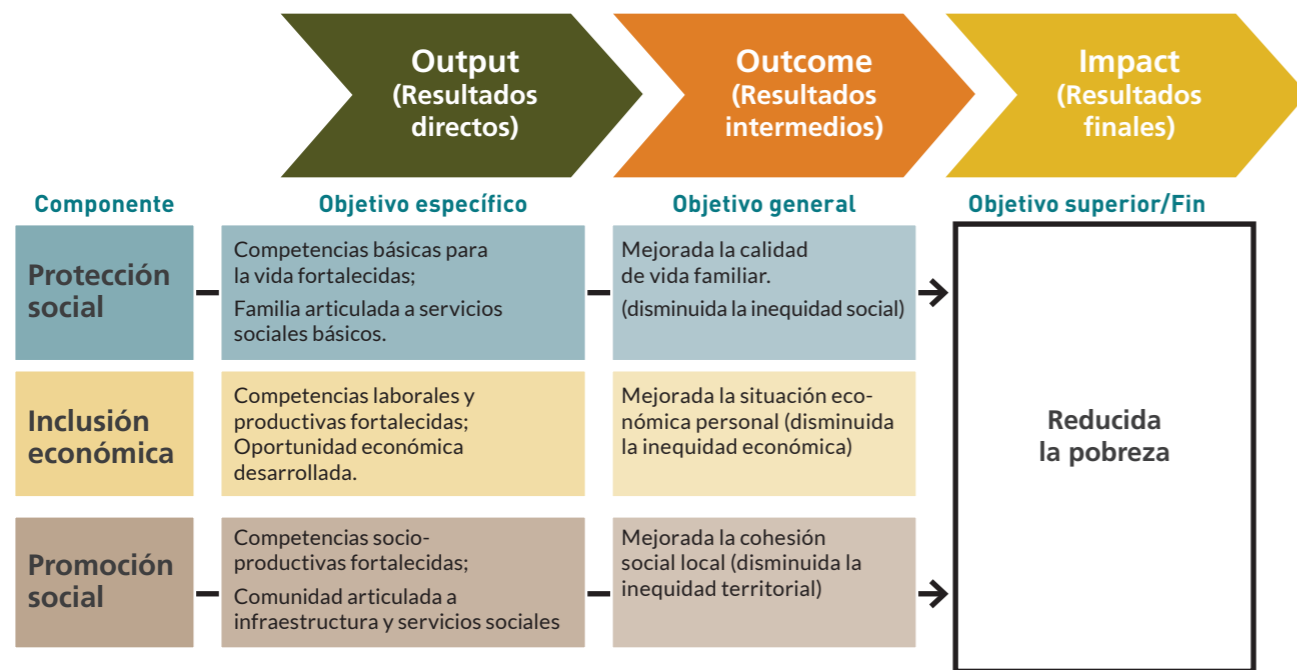 Output
(Resultados
directos)
Outcome
(Resultados
intermedios)
Impact
(Resultados
finales)
Componente
Objetivo específico
Objetivo general
Objetivo superior/Fin
Protección
social
Competencias básicas para
la vida fortalecidas;
Familia articulada a servicios
sociales básicos.
Mejorada la calidad
de vida familiar.
(disminuida la inequidad social)
Inclusión
económica
Competencias laborales y
productivas fortalecidas;
Oportunidad económica
desarrollada.
Mejorada la situación eco-
nómica personal (disminuida
la inequidad económica)
Reducida
la pobreza
Promoción
social
Competencias socio-
productivas fortalecidas;
Comunidad articulada a
infraestructura y servicios sociales
Mejorada la cohesión
social local (disminuida la
inequidad territorial)